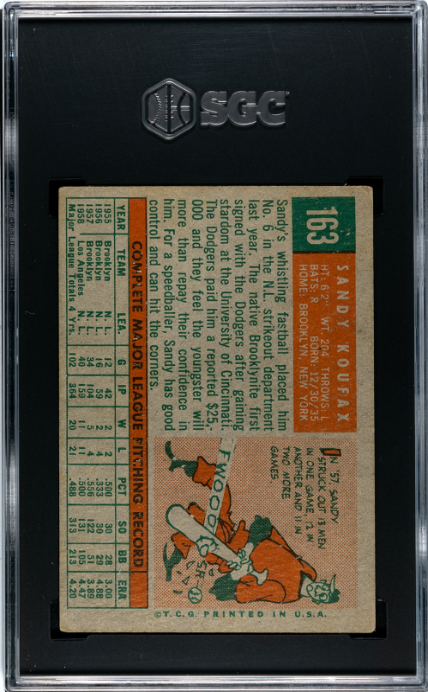 SGC
163
SANDY KOUFAX
HT: 6'2" WT: 204 THROWS: L
BATS: R BORN: 12/30/35
HOME: BROOKLYN, NEW YORK
Sandy's whistling fastball placed him
No. 6 in the N.L. strikeout department
last year. The native Brooklynite first
signed with the Dodgers after gaining
stardom at the University of Cincinnati.
The Dodgers paid him a reported $25,-
000 and they feel the youngster will
more than repay their confidence in
him. For speedballer, Sandy has good
control and can hit the corners.
IN '57, SANDY
STRUCK OUT 13 MEN
IN ONE GAME, 12 IN
ANOTHER AND 11 IN
TWO MORE
GAMES.
FWOOO
COMPLETE MAJOR LEAGUE PITCHING RECORD
YEAR TEAM LEA. G IP W L PCT SO BB ERA
1955 Brooklyn N. L. 12 42 2 2 .500 30 28 3.00
1956 Brooklyn N. L. 16 59 2 4 .333 30 29 4.88
1957 Brooklyn N. L. 34 104 5 4 .556 122 51 3.89
1958 Los Angeles N. L. 40 159 11 11 .500 131 105 4.47
Major League Totals 4 Yrs. 102 364 20 21 .488 313 213 4.20
© T.C.G. PRINTED IN U.S.A.